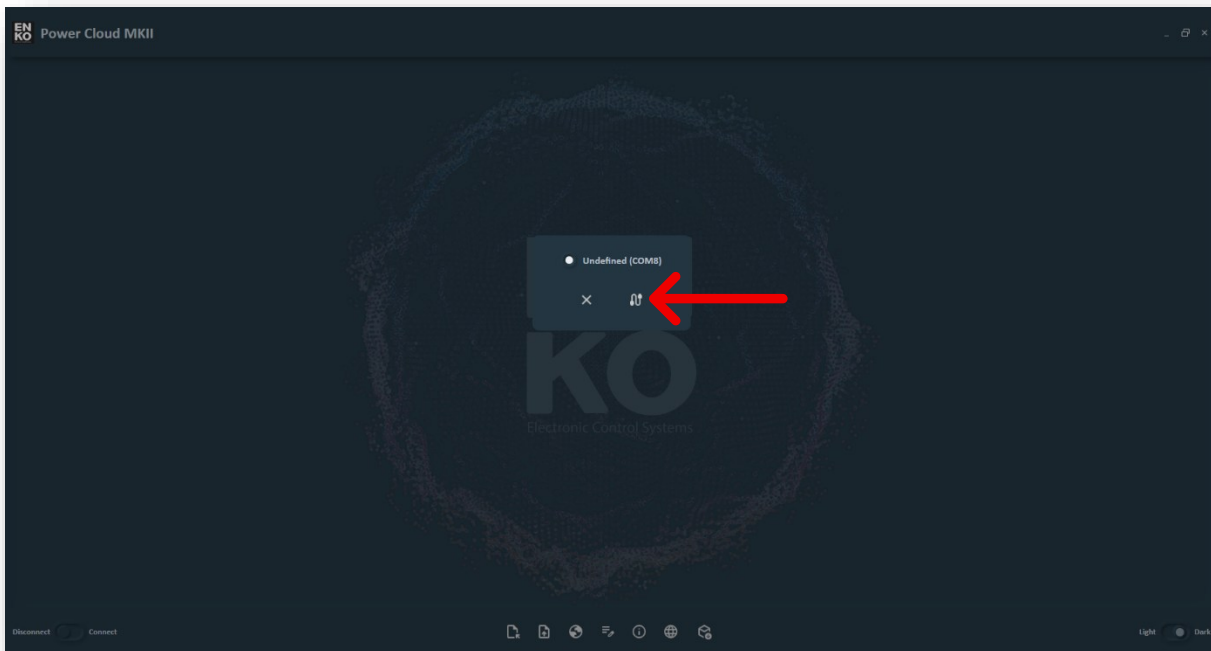 EN
KO Power Cloud MKII
Undefined (COM8)
KO
Electronic Control Systems
Disconnect Connect
Light Dark